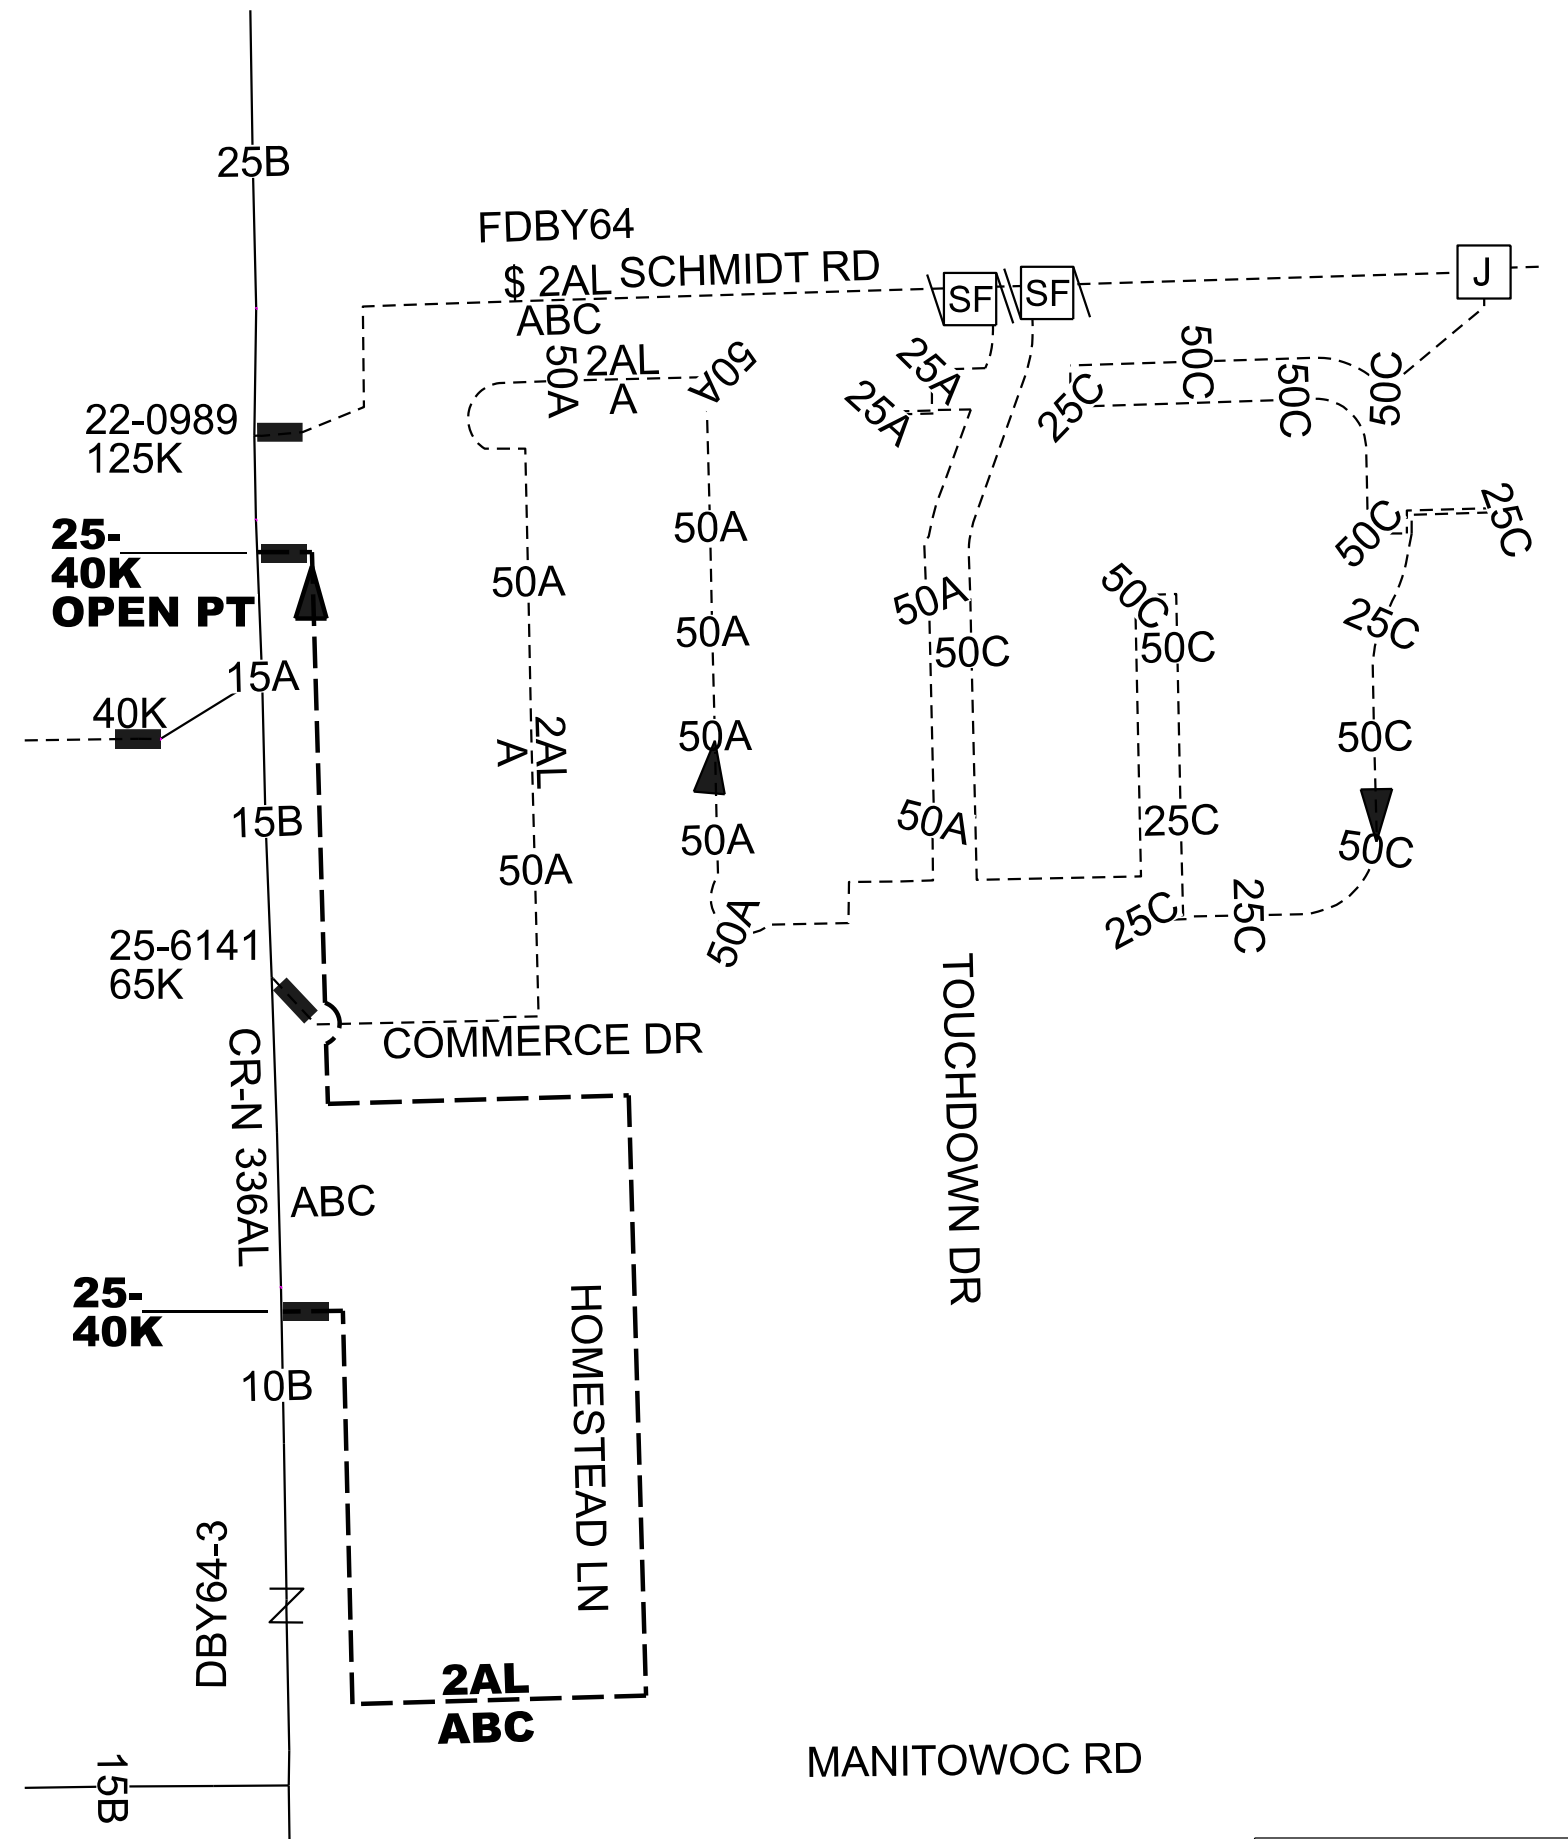 25B
FDBY64
$ 2AL SCHMIDT RD
ABC
SF
SF
J
50A
2AL
A
50A
25A
25A
25C
50C
50C
50C
22-0989
125K
25-
40K
OPEN PT
50A
50C
25C
50A
50A
50A
50C
50C
50C
25C
15A
40K
2AL
A
50A
50C
15B
50A
50A
50A
25C
50C
50A
25C
25C
25-6141
65K
COMMERCE DR
TOUCHDOWN DR
CR-N 336AL
ABC
25-
40K
10B
HOMESTEAD LN
DBY64-3
2AL
ABC
MANITOWOC RD
15B